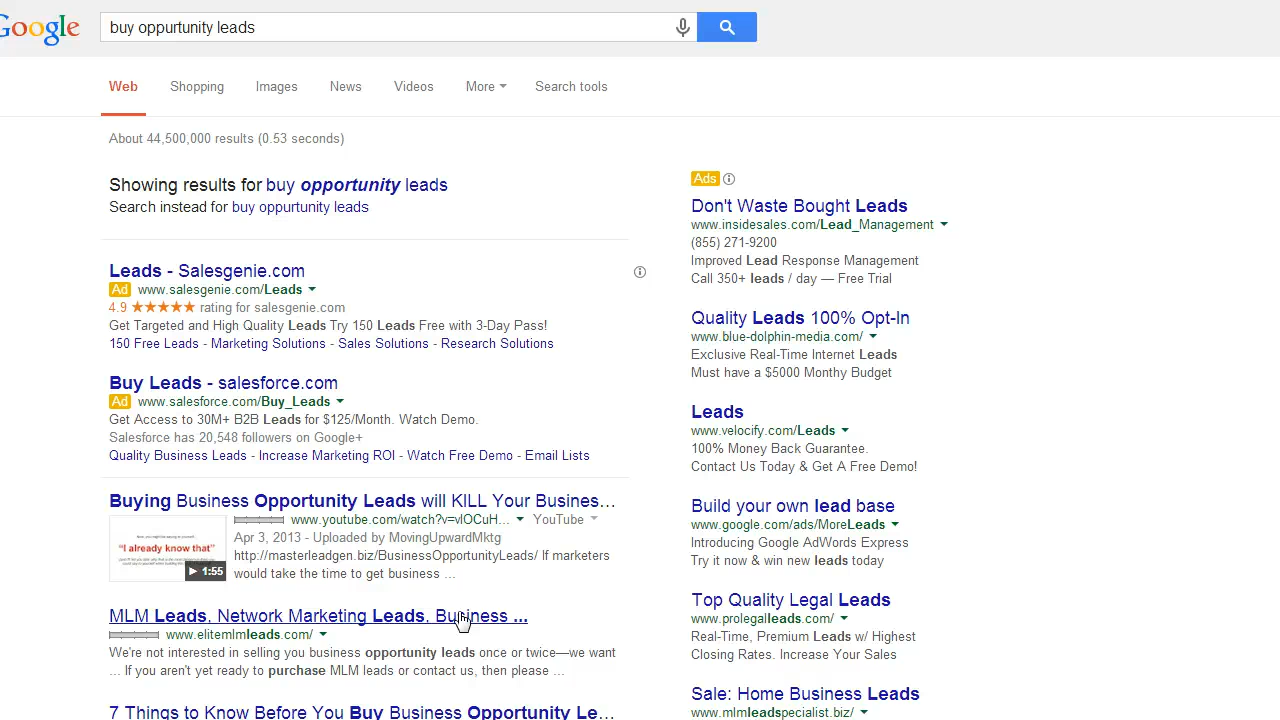 Google
buy oppurtunity leads
Web Shopping Images News Videos More Search tools
About 44,500,000 results (0.53 seconds)
Showing results for buy opportunity leads
Search instead for buy oppurtunity leads
Leads - Salesgenie.com
Ad www.salesgenie.com/Leads
4.9 ★★★★★ rating for salesgenie.com
Get Targeted and High Quality Leads Try 150 Leads Free with 3-Day Pass!
150 Free Leads - Marketing Solutions - Sales Solutions - Research Solutions
Buy Leads - salesforce.com
Ad www.salesforce.com/Buy_Leads
Get Access to 30M+ B2B Leads for $125/Month. Watch Demo.
Salesforce has 20,548 followers on Google+
Quality Business Leads - Increase Marketing ROI - Watch Free Demo - Email Lists
Buying Business Opportunity Leads will KILL Your Busines...
www.youtube.com/watch?v=vlOCuH... YouTube
"I already know that"
1:55
Apr 3, 2013 - Uploaded by MovingUpwardMktg
http://masterleadgen.biz/BusinessOpportunityLeads/ If marketers
would take the time to get business ...
MLM Leads, Network Marketing Leads, Business ...
www.elitemlmleads.com/
We're not interested in selling you business opportunity leads once or twice—we want
... If you aren't yet ready to purchase MLM leads or contact us, then please ...
7 Things to Know Before You Buy Business Opportunity Le...
Ads
Don't Waste Bought Leads
www.insidesales.com/Lead_Management
(855) 271-9200
Improved Lead Response Management
Call 350+ leads / day — Free Trial
Quality Leads 100% Opt-In
www.blue-dolphin-media.com/
Exclusive Real-Time Internet Leads
Must have a $5000 Monthy Budget
Leads
www.velocify.com/Leads
100% Money Back Guarantee.
Contact Us Today & Get A Free Demo!
Build your own lead base
www.google.com/ads/MoreLeads
Introducing Google AdWords Express
Try it now & win new leads today
Top Quality Legal Leads
www.prolegalleads.com/
Real-Time, Premium Leads w/ Highest
Closing Rates. Increase Your Sales
Sale: Home Business Leads
www.mlmleadspecialist.biz/